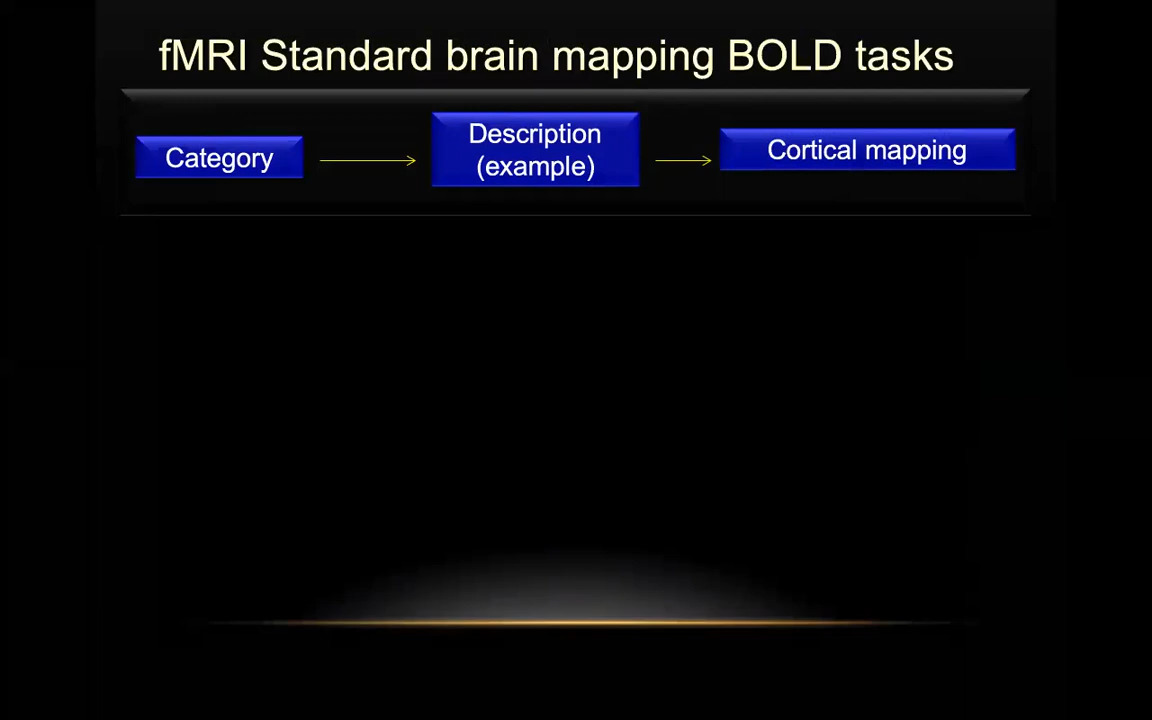 fMRI Standard brain mapping BOLD tasks
Category
Description
(example)
Cortical mapping